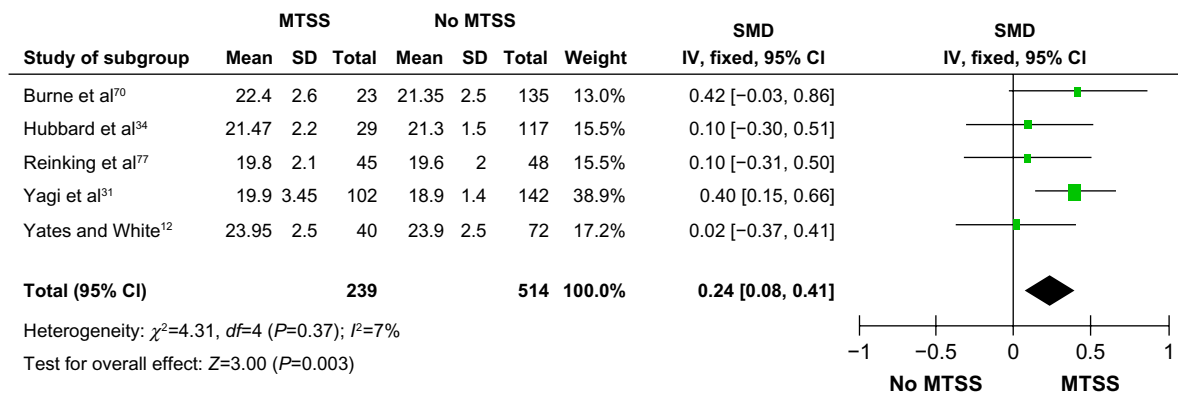 MTSS No MTSS SMD SMD
Study of subgroup Mean SD Total Mean SD Total Weight IV, fixed, 95% CI IV, fixed, 95% CI
Burne et al⁷⁰ 22.4 2.6 23 21.35 2.5 135 13.0% 0.42 [−0.03, 0.86]
Hubbard et al³⁴ 21.47 2.2 29 21.3 1.5 117 15.5% 0.10 [−0.30, 0.51]
Reinking et al⁷⁷ 19.8 2.1 45 19.6 2 48 15.5% 0.10 [−0.31, 0.50]
Yagi et al³¹ 19.9 3.45 102 18.9 1.4 142 38.9% 0.40 [0.15, 0.66]
Yates and White¹² 23.95 2.5 40 23.9 2.5 72 17.2% 0.02 [−0.37, 0.41]
Total (95% CI) 239 514 100.0% 0.24 [0.08, 0.41]
Heterogeneity: χ²=4.31, df=4 (P=0.37); I²=7%
Test for overall effect: Z=3.00 (P=0.003)
−1 −0.5 0 0.5 1
No MTSS MTSS